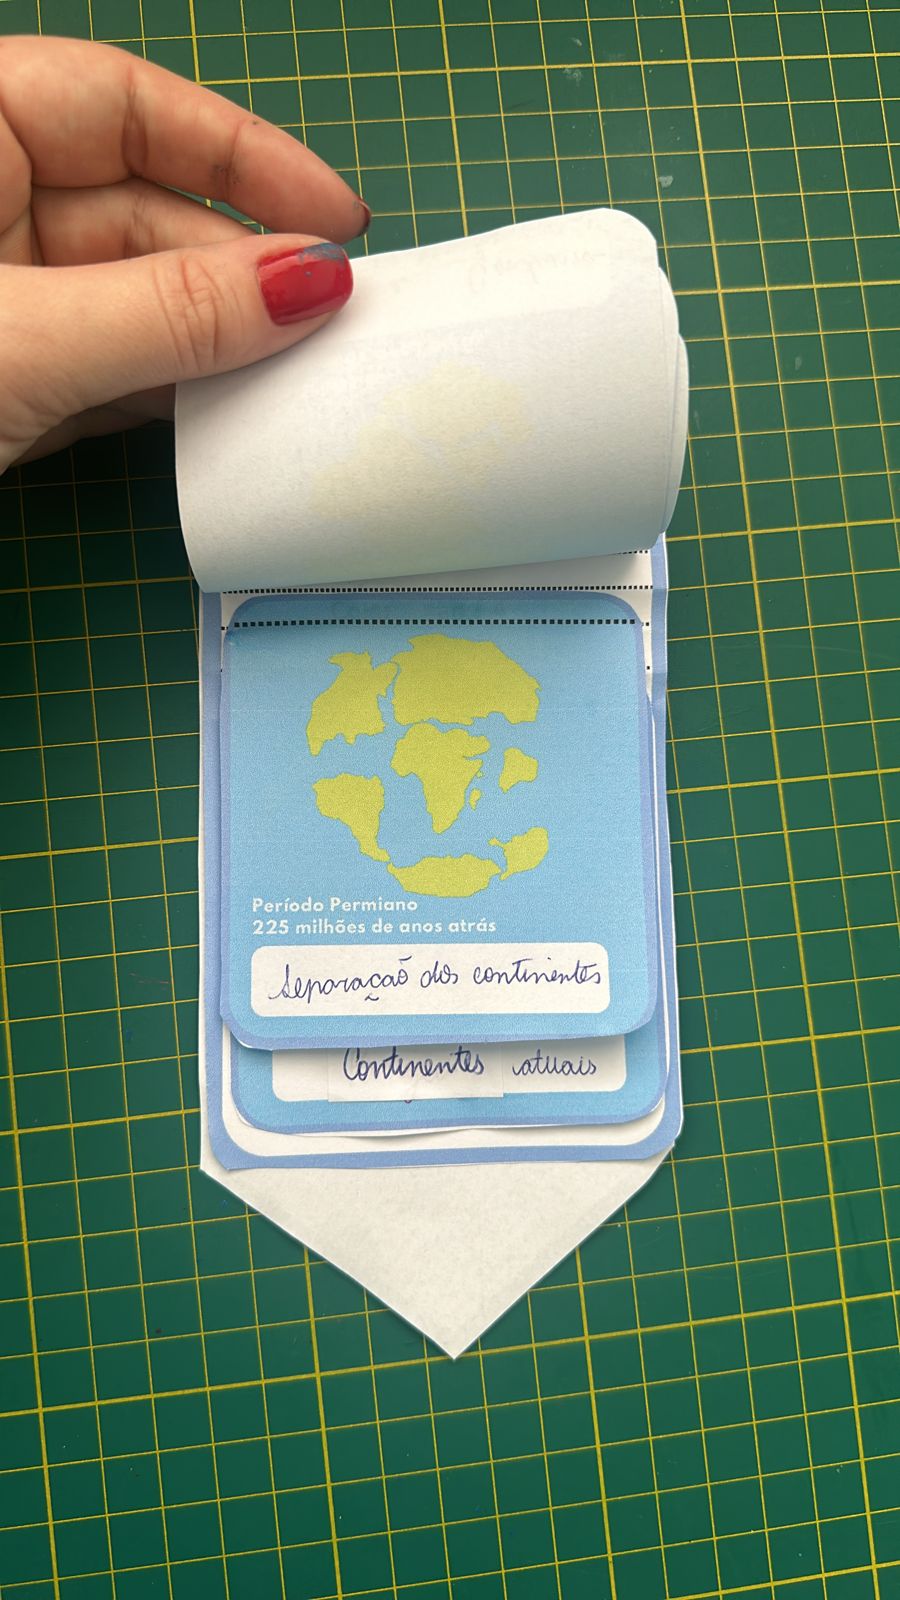 Período Permiano
225 milhões de anos atrás
Separação dos continentes
Continentes atuais